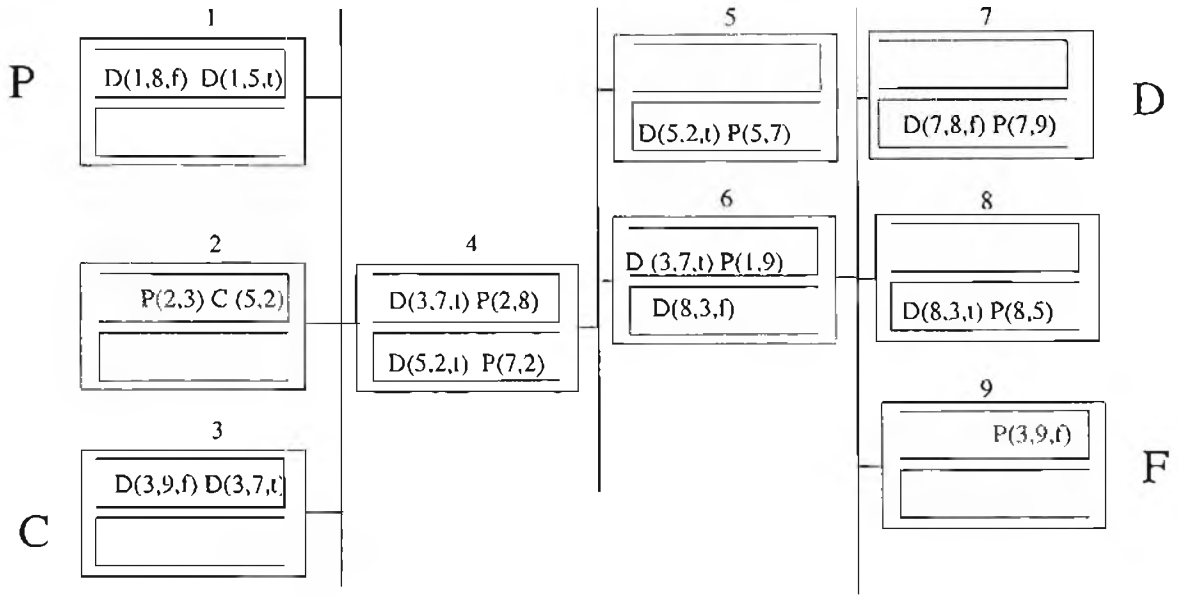 1
5
7
P
D(1,8,f) D(1,5,t)
D
D(5,2,t) P(5,7)
D(7,8,f) P(7,9)
2
4
6
8
P(2,3) C (5,2)
D(3,7,t) P(2,8)
D (3,7,t) P(1,9)
D(5,2,t) P(7,2)
D(8,3,f)
D(8,3,t) P(8,5)
3
9
D(3,9,f) D(3,7,t)
P(3,9,f)
C
F